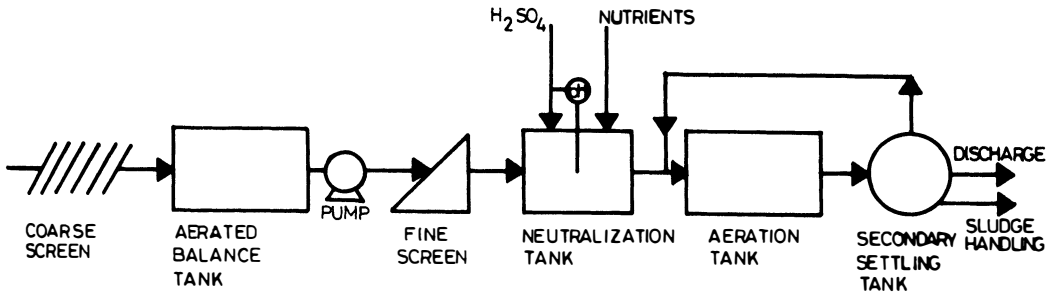 H2SO4
NUTRIENTS
pH
DISCHARGE
SLUDGE
HANDLING
PUMP
COARSE
SCREEN
AERATED
BALANCE
TANK
FINE
SCREEN
NEUTRALIZATION
TANK
AERATION
TANK
SECONDARY
SETTLING
TANK